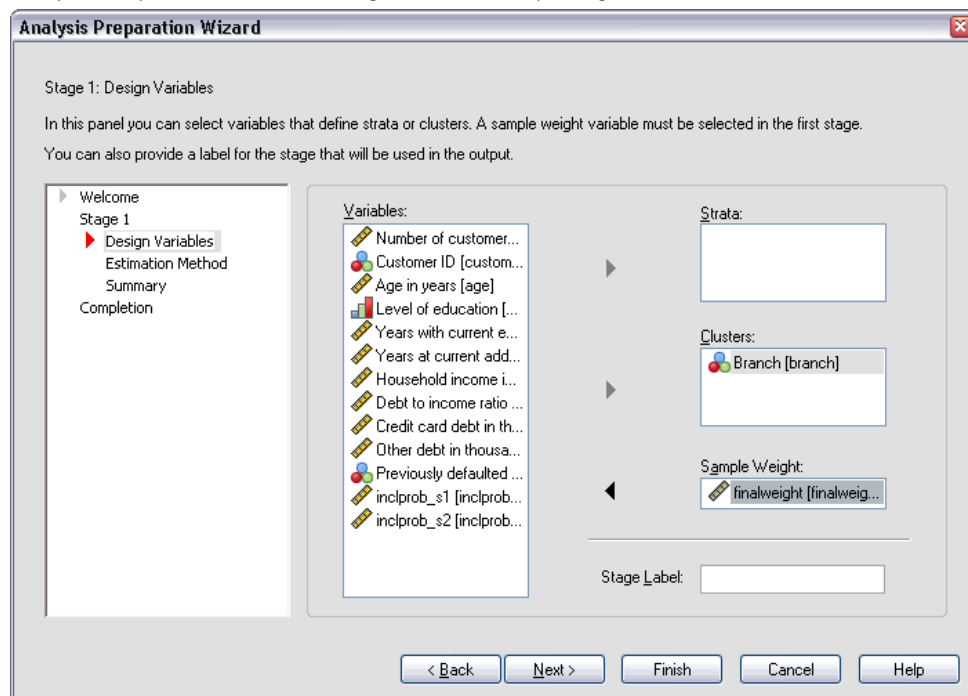 Analysis Preparation Wizard
Stage 1: Design Variables
In this panel you can select variables that define strata or clusters. A sample weight variable must be selected in the first stage.
You can also provide a label for the stage that will be used in the output.
Welcome
Stage 1
Design Variables
Estimation Method
Summary
Completion
Variables:
Number of customer...
Customer ID [custom...
Age in years [age]
Level of education [...
Years with current e...
Years at current add...
Household income i...
Debt to income ratio ...
Credit card debt in th...
Other debt in thousa...
Previously defaulted ...
inclprob_s1 [inclprob...
inclprob_s2 [inclprob...
Strata:
Clusters:
Branch [branch]
Sample Weight:
finalweight [finalweig...
Stage Label:
< Back
Next >
Finish
Cancel
Help